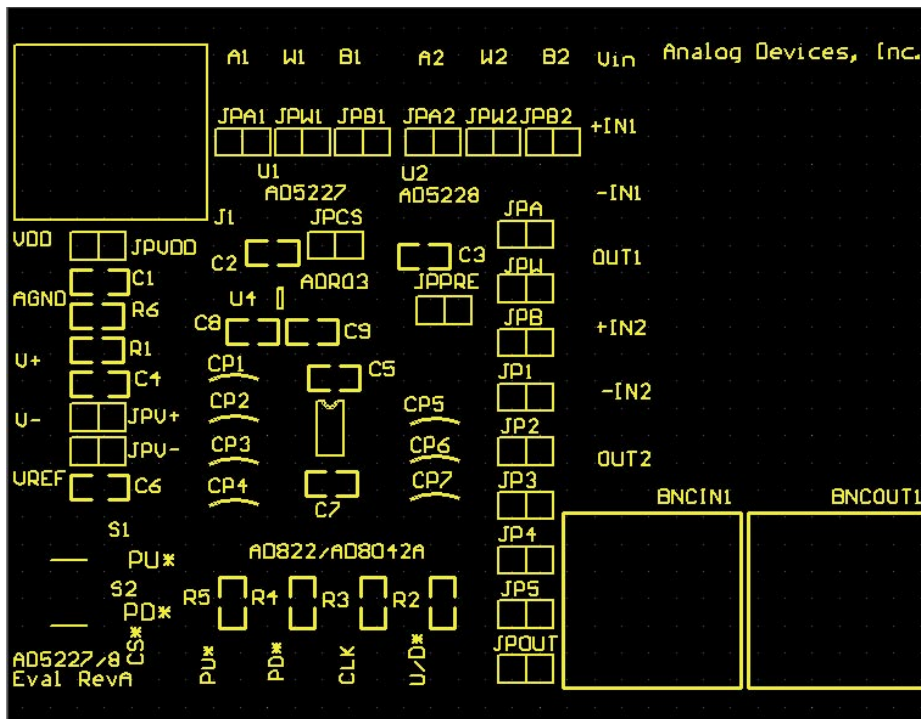 A1 W1 B1 A2 W2 B2 Vin Analog Devices, Inc.
JPA1 JPW1 JPB1 JPA2 JPW2 JPB2 +IN1
U1 U2
AD5227 AD5228 -IN1
J1 JPCS JPA
VDD JPVDD C2 C3 OUT1
ADR03 JPW
C1 JPPRE
AGND U4
R6 C8 C9 JPB +IN2
R1
V+ CP1 C5 JP1
C4 -IN2
CP2 CP5
V- JPV+ JP2
CP3 CP6
JPV- OUT2
VREF C6 CP4 CP7 JP3 BNCIN1 BNCOUT1
C7
S1 JP4
PU* AD822/AD8042A
S2 JP5
PD* R5 R4 R3 R2
CS* PU* PD* CLK U/D* JPOUT
AD5227/8
Eval RevA